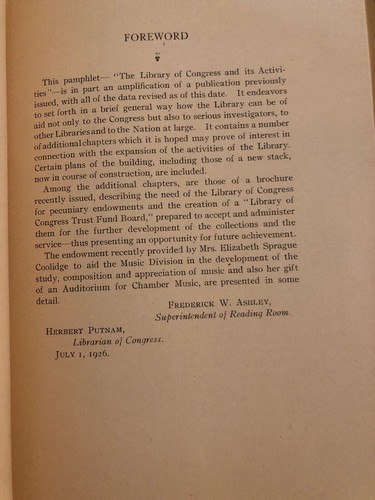 FOREWORD
This pamphlet—"The Library of Congress and its Activi-
ties"—is in part an amplification of a publication previously
issued, with all of the data revised as of this date. It endeavors
to set forth in a brief general way how the Library can be of
aid not only to the Congress but also to serious investigators, to
other Libraries and to the Nation at large. It contains a number
of additional chapters which it is hoped may prove of interest in
connection with the expansion of the activities of the Library.
Certain plans of the building, including those of a new stack,
now in course of construction, are included.
Among the additional chapters, are those of a brochure
recently issued, describing the need of the Library of Congress
for pecuniary endowments and the creation of a "Library of
Congress Trust Fund Board," prepared to accept and administer
them for the further development of the collections and the
service—thus presenting an opportunity for future achievement.
The endowment recently provided by Mrs. Elizabeth Sprague
Coolidge to aid the Music Division in the development of the
study, composition and appreciation of music and also her gift
of an Auditorium for Chamber Music, are presented in some
detail.
FREDERICK W. ASHLEY,
Superintendent of Reading Room.
HERBERT PUTNAM,
Librarian of Congress.
JULY 1, 1926.